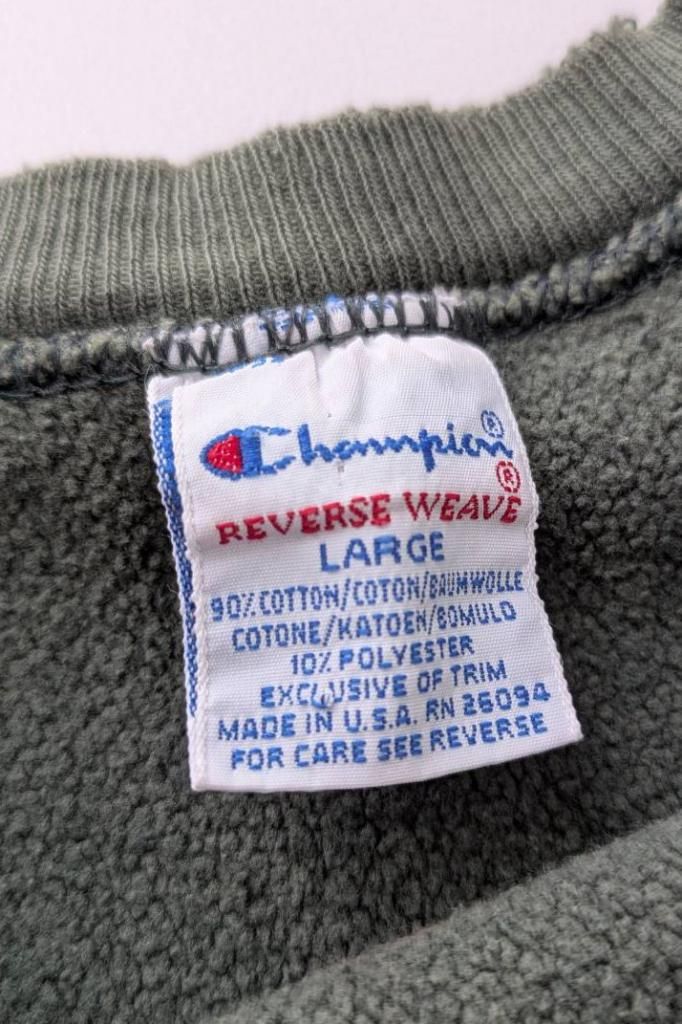 Champion®
REVERSE WEAVE®
LARGE
90% COTTON/COTON/BAUMWOLLE
COTONE/KATOEN/BOMULD
10% POLYESTER
EXCLUSIVE OF TRIM
MADE IN U.S.A. RN 26094
FOR CARE SEE REVERSE